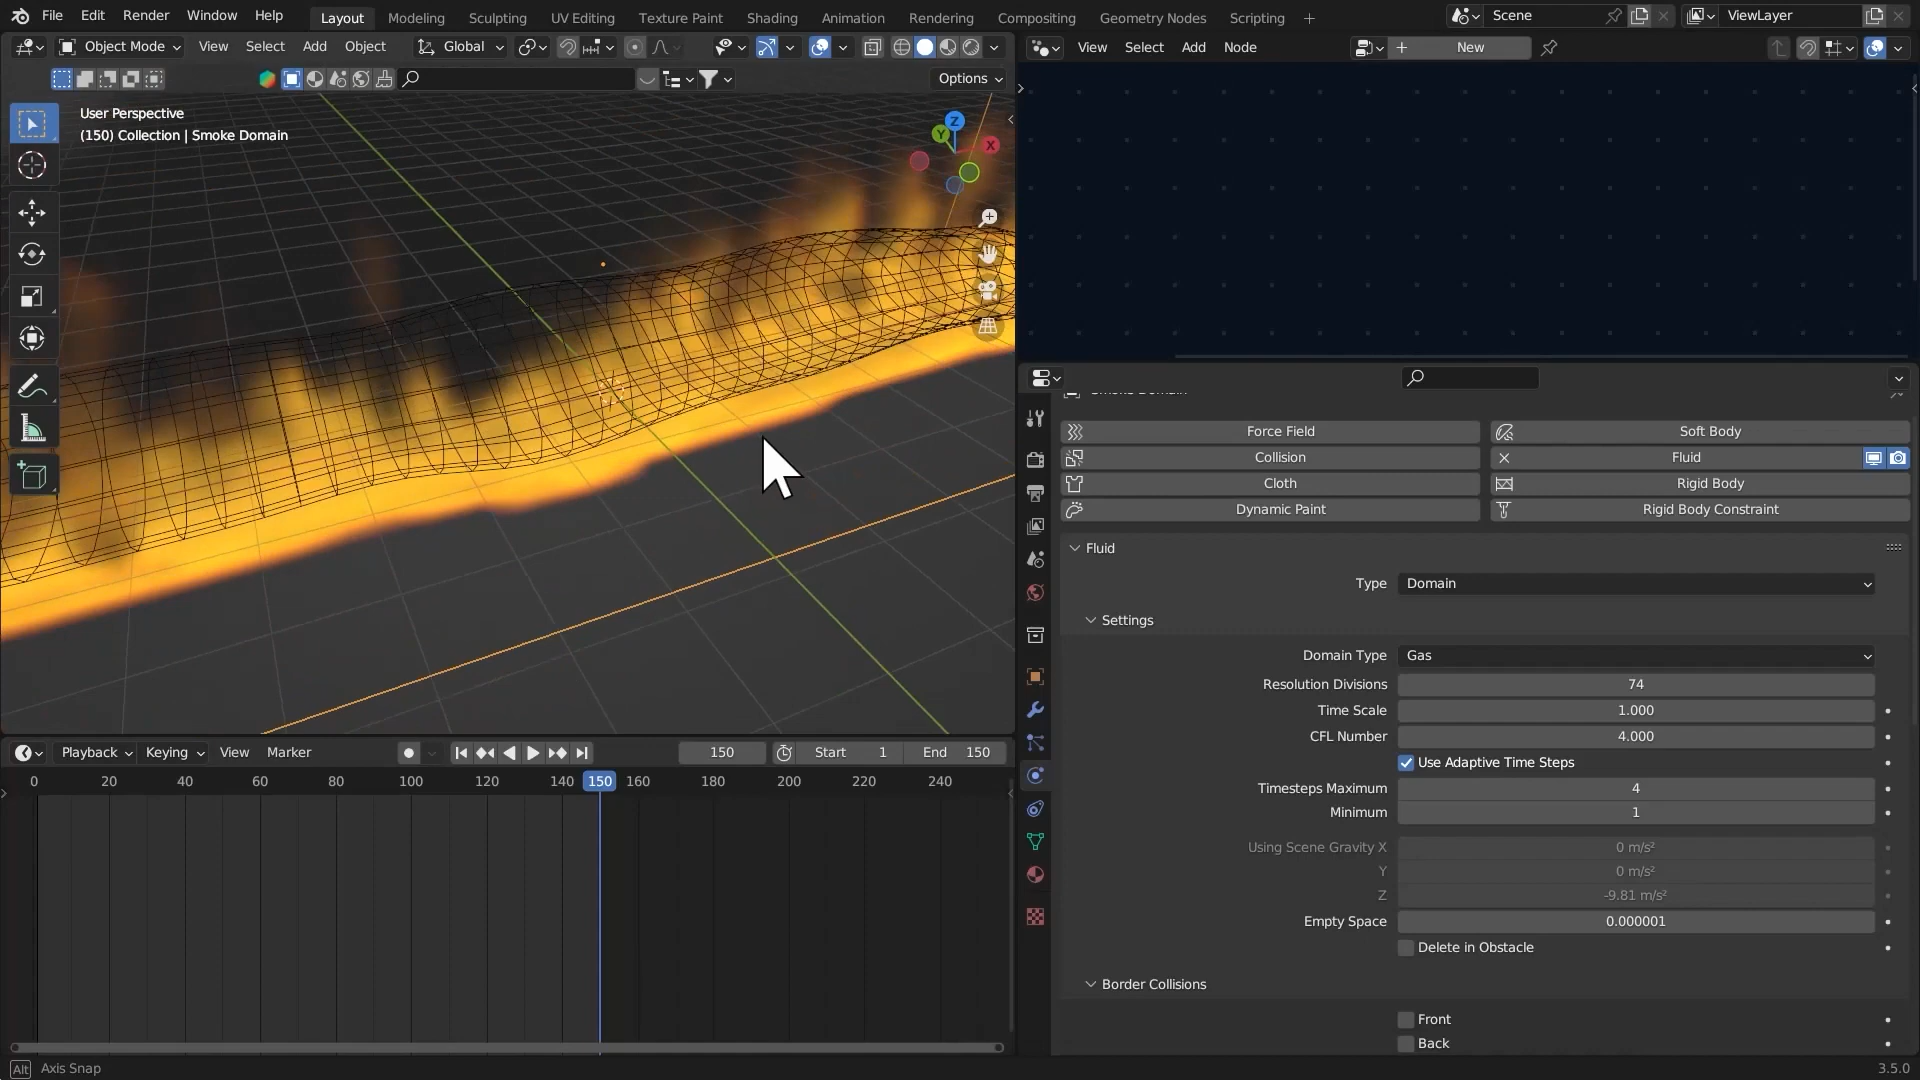 File Edit Render Window Help Layout Modeling Sculpting UV Editing Texture Paint Shading Animation Rendering Compositing Geometry Nodes Scripting + Scene ViewLayer
Object Mode View Select Add Object Global View Select Add Node New
Options
User Perspective
(150) Collection | Smoke Domain
Z
Y
X
Force Field Soft Body
Collision Fluid
Cloth Rigid Body
Dynamic Paint Rigid Body Constraint
Fluid
Type Domain
Settings
Domain Type Gas
Resolution Divisions 74
Time Scale 1.000
CFL Number 4.000
Use Adaptive Time Steps
Timesteps Maximum 4
Minimum 1
Using Scene Gravity X 0 m/s²
Y 0 m/s²
Z -9.81 m/s²
Empty Space 0.000001
Delete in Obstacle
Border Collisions
Front
Back
Playback Keying View Marker 150 Start 1 End 150
0 20 40 60 80 100 120 140 150 160 180 200 220 240
Alt Axis Snap 3.5.0